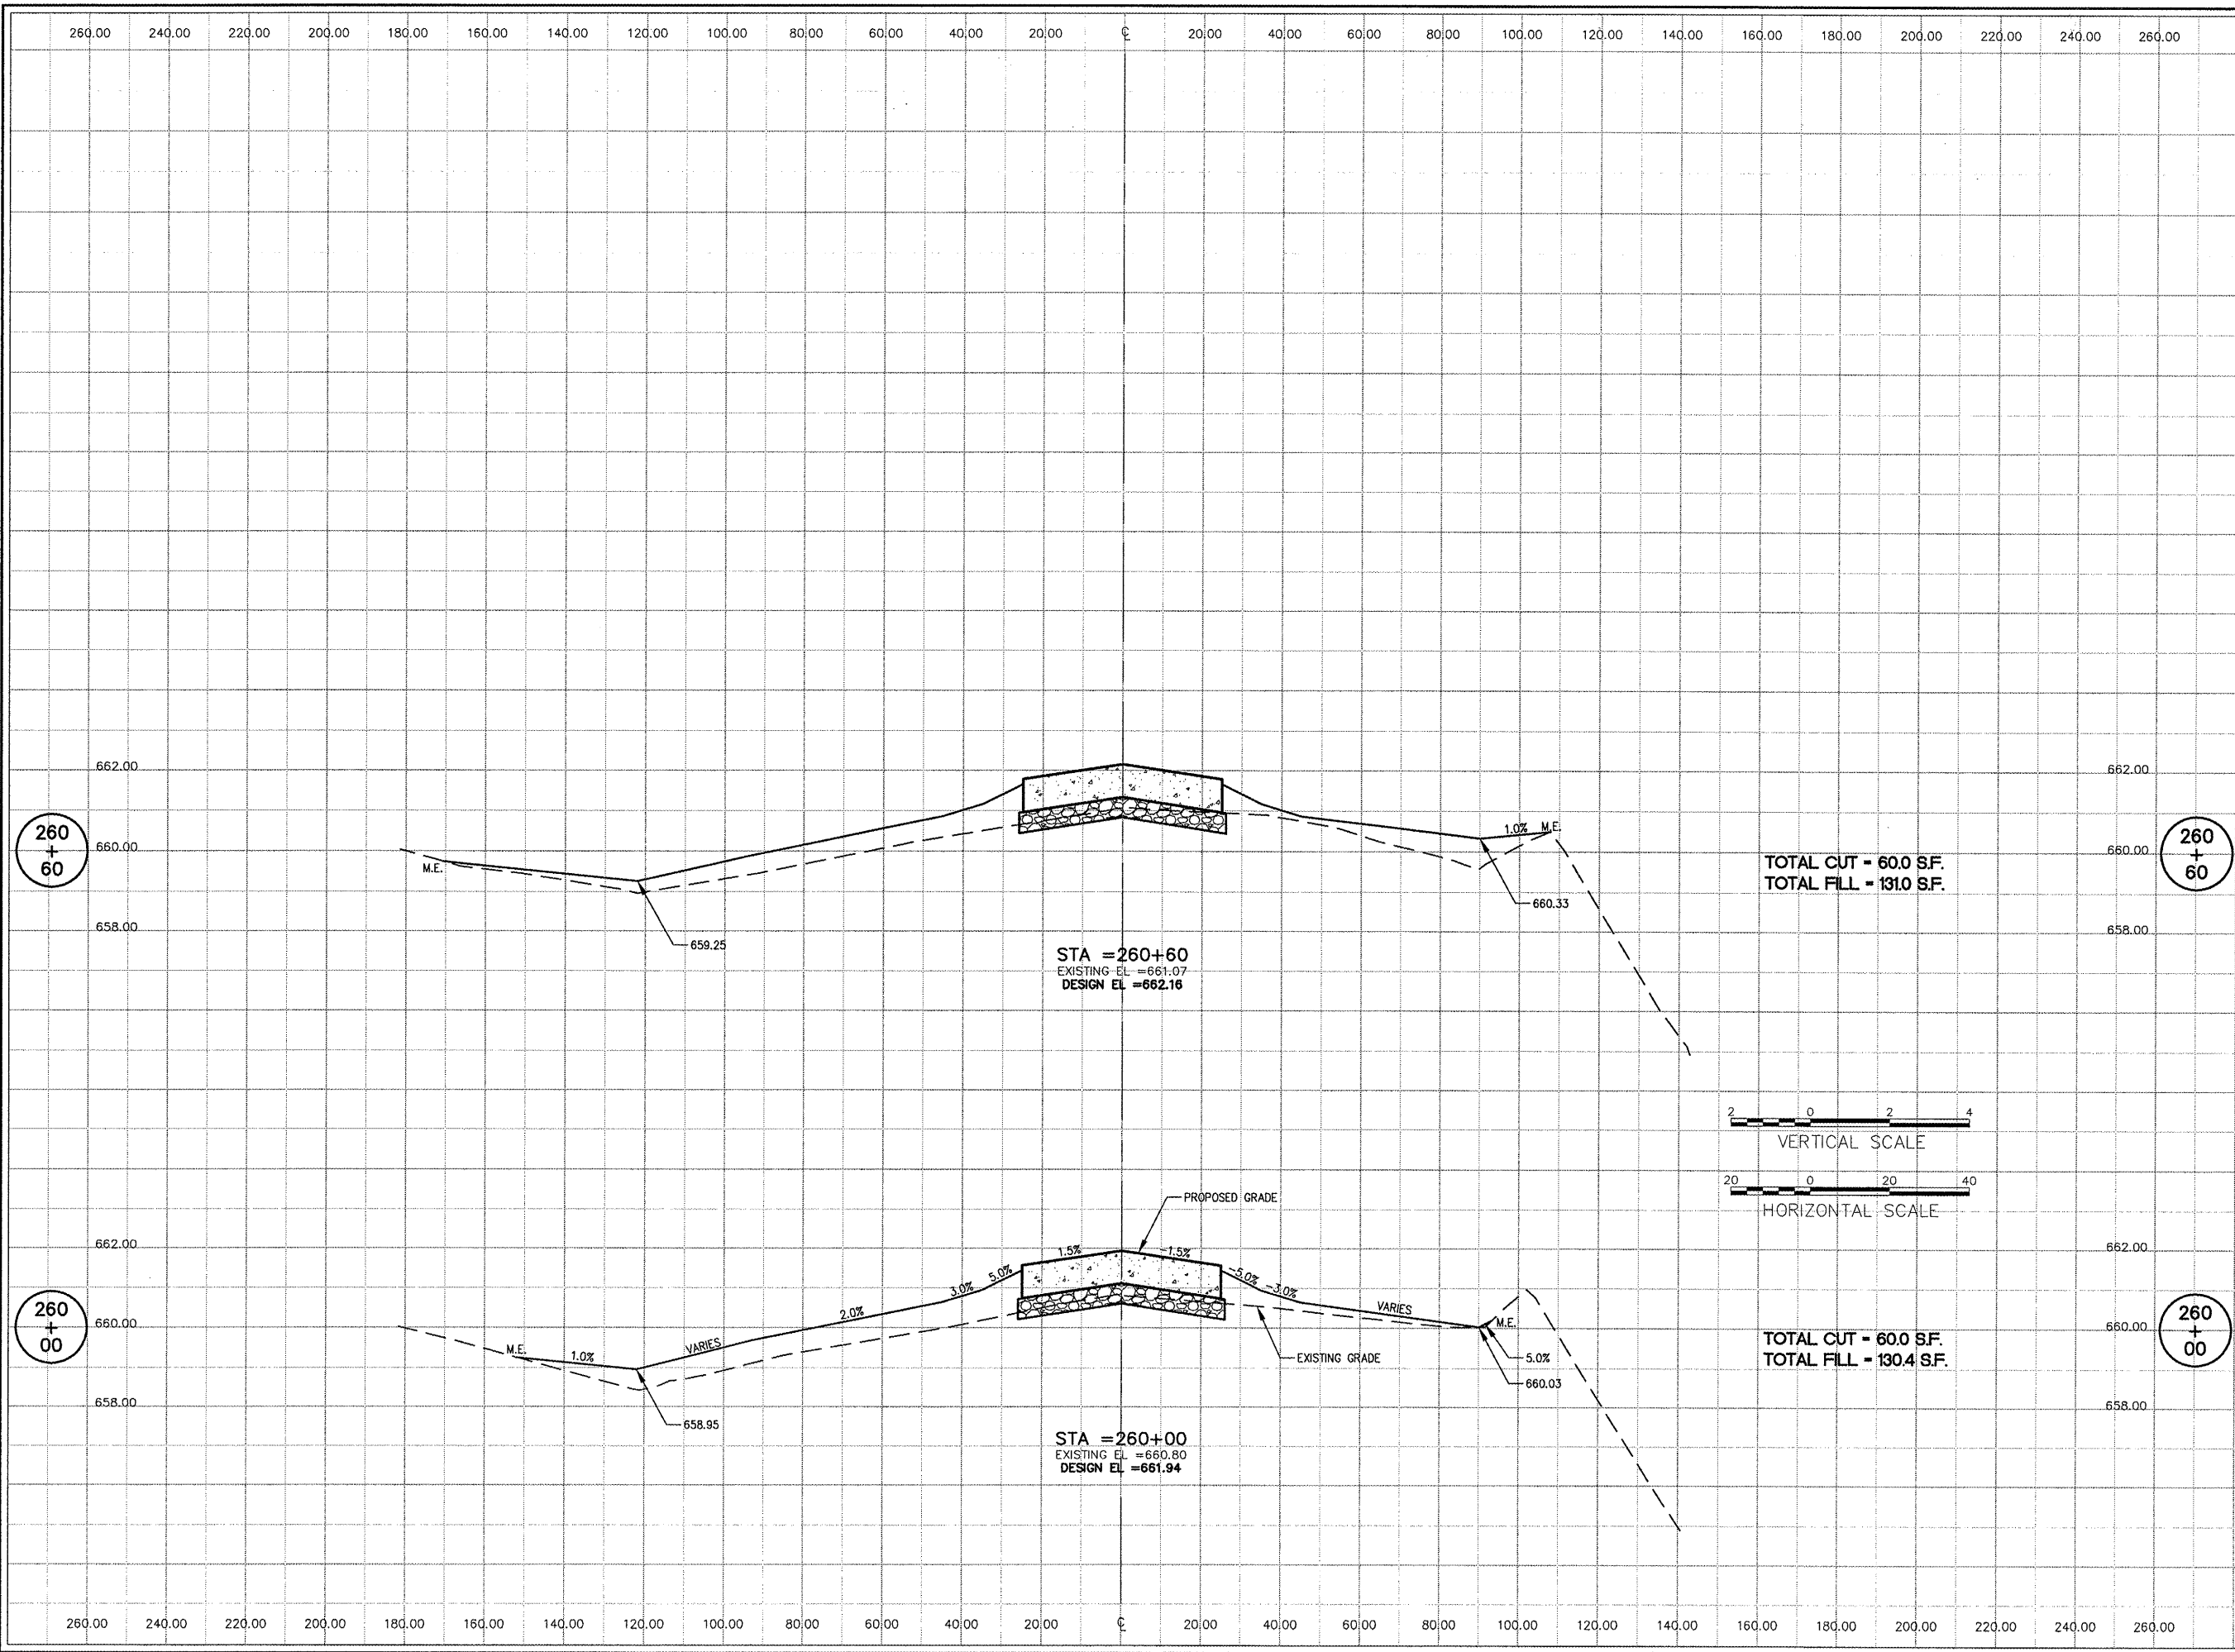 260.00 240.00 220.00 200.00 180.00 160.00 140.00 120.00 100.00 80.00 60.00 40.00 20.00 ℄ 20.00 40.00 60.00 80.00 100.00 120.00 140.00 160.00 180.00 200.00 220.00 240.00 260.00
662.00 662.00
260
+
60
660.00
M.E.
1.0% M.E.
660.00
260
+
60
TOTAL CUT = 60.0 S.F.
TOTAL FILL = 131.0 S.F.
660.33
658.00 658.00
659.25
STA =260+60
EXISTING EL =661.07
DESIGN EL =662.16
2 0 2 4
VERTICAL SCALE
20 0 20 40
HORIZONTAL SCALE
PROPOSED GRADE
662.00 662.00
1.5% -1.5%
3.0% 5.0% -5.0% -3.0%
2.0%
VARIES
VARIES
260
+
00
660.00
M.E. 1.0%
M.E.
660.00
260
+
00
TOTAL CUT = 60.0 S.F.
TOTAL FILL = 130.4 S.F.
EXISTING GRADE
5.0%
660.03
658.00 658.00
658.95
STA =260+00
EXISTING EL =660.80
DESIGN EL =661.94
260.00 240.00 220.00 200.00 180.00 160.00 140.00 120.00 100.00 80.00 60.00 40.00 20.00 ℄ 20.00 40.00 60.00 80.00 100.00 120.00 140.00 160.00 180.00 200.00 220.00 240.00 260.00